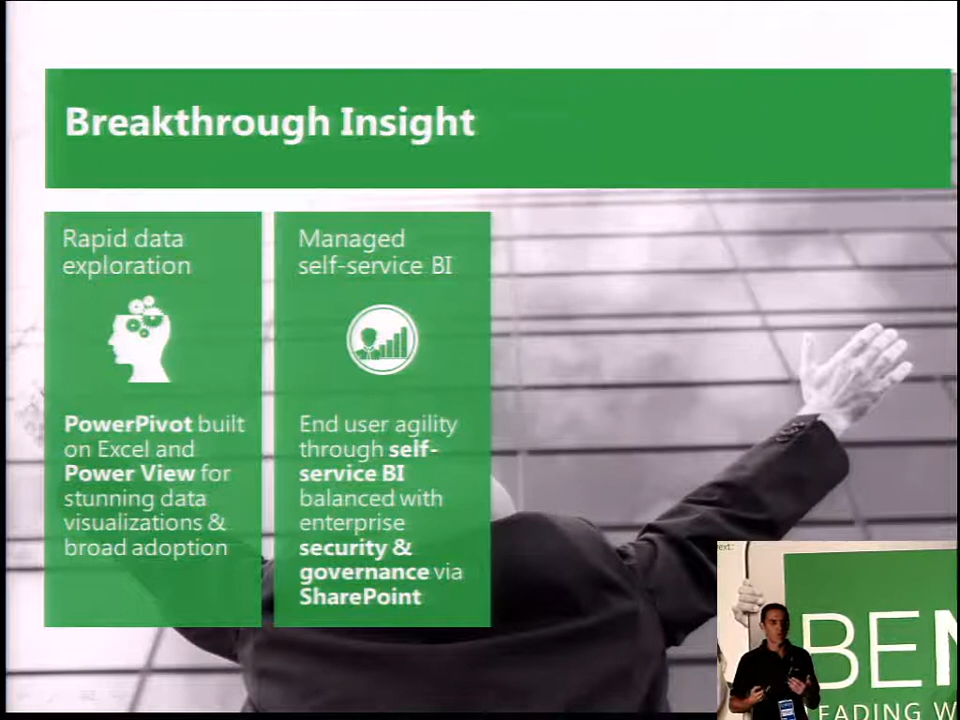 Breakthrough Insight
Rapid data
exploration
PowerPivot built
on Excel and
Power View for
stunning data
visualizations &
broad adoption
Managed
self-service BI
End user agility
through self-
service BI
balanced with
enterprise
security &
governance via
SharePoint
BEN
EADING W